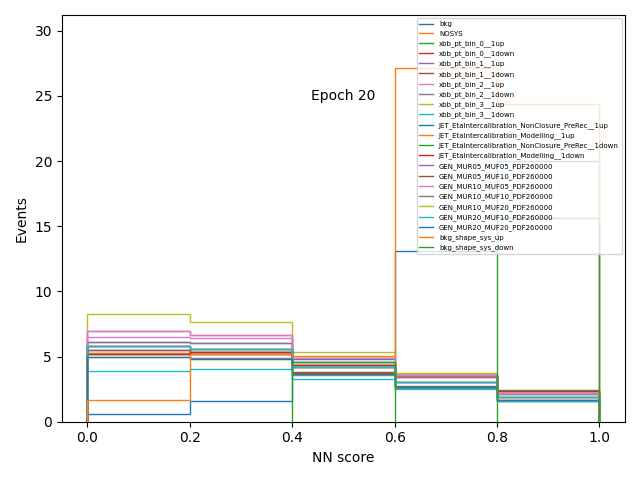 30
25
20
15
10
5
0
Events
Epoch 20
bkg
NOSYS
xbb_pt_bin_0__1up
xbb_pt_bin_0__1down
xbb_pt_bin_1__1up
xbb_pt_bin_1__1down
xbb_pt_bin_2__1up
xbb_pt_bin_2__1down
xbb_pt_bin_3__1up
xbb_pt_bin_3__1down
JET_EtaIntercalibration_NonClosure_PreRec__1up
JET_EtaIntercalibration_Modelling__1up
JET_EtaIntercalibration_NonClosure_PreRec__1down
JET_EtaIntercalibration_Modelling__1down
GEN_MUR05_MUF05_PDF260000
GEN_MUR05_MUF10_PDF260000
GEN_MUR10_MUF05_PDF260000
GEN_MUR10_MUF10_PDF260000
GEN_MUR10_MUF20_PDF260000
GEN_MUR20_MUF10_PDF260000
GEN_MUR20_MUF20_PDF260000
bkg_shape_sys_up
bkg_shape_sys_down
0.0 0.2 0.4 0.6 0.8 1.0
NN score